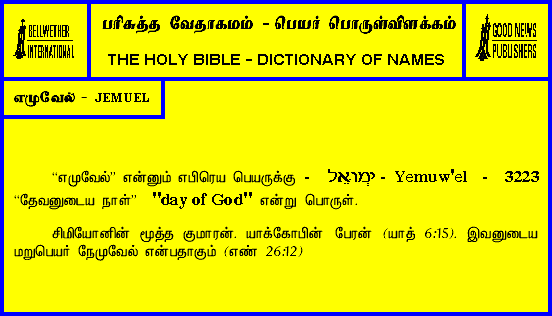 BELLWETHER
INTERNATIONAL
பரிசுத்த வேதாகமம் - பெயர் பொருள்விளக்கம்
THE HOLY BIBLE - DICTIONARY OF NAMES
GOOD NEWS
PUBLISHERS
எமுவேல் - JEMUEL
“எமுவேல்” என்னும் எபிரெய பெயருக்கு - יְמוּאֵל - Yemuw'el - 3223
“தேவனுடைய நாள்” "day of God" என்று பொருள்.
சிமியோனின் மூத்த குமாரன். யாக்கோபின் பேரன் (யாத் 6:15). இவனுடைய
மறுபெயர் நேமுவேல் என்பதாகும் (எண் 26:12)